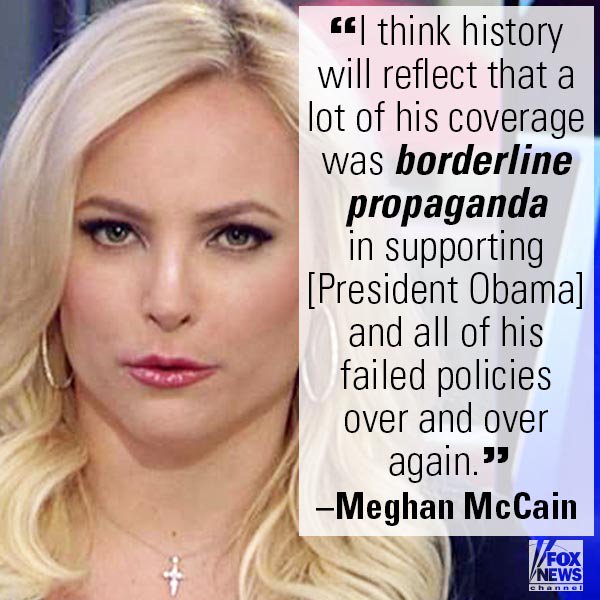 “I think history
will reflect that a
lot of his coverage
was borderline
propaganda
in supporting
[President Obama]
and all of his
failed policies
over and over
again.”
–Meghan McCain
FOX
NEWS
channel